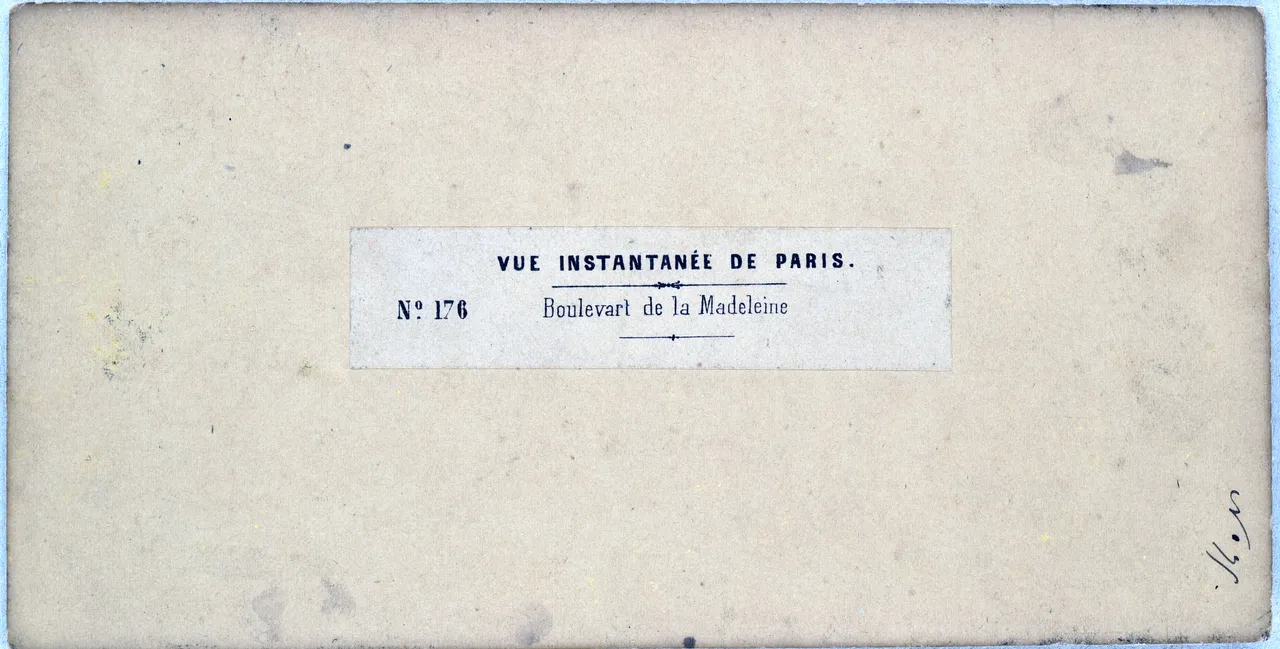 VUE INSTANTANÉE DE PARIS.
Nº 176 Boulevart de la Madeleine